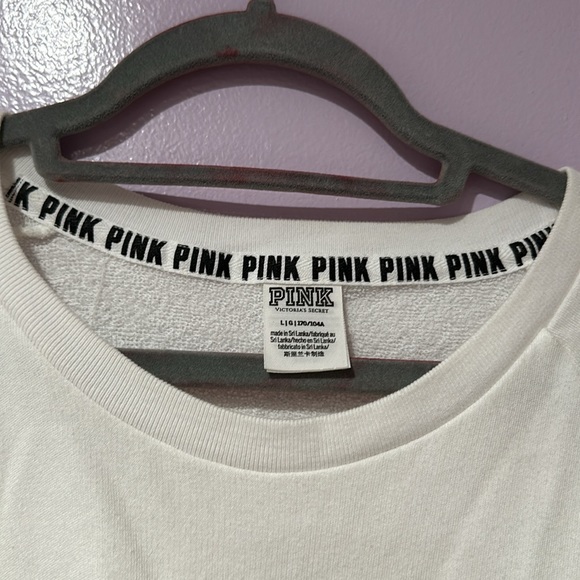 PINK PINK PINK PINK PINK PINK PINK PINK
PINK
VICTORIA'S SECRET
L | G | 170/104A
made in Sri Lanka/fabriqué au
Sri Lanka/hecho en Sri Lanka/
fabbricato in Sri Lanka/
斯里兰卡制造